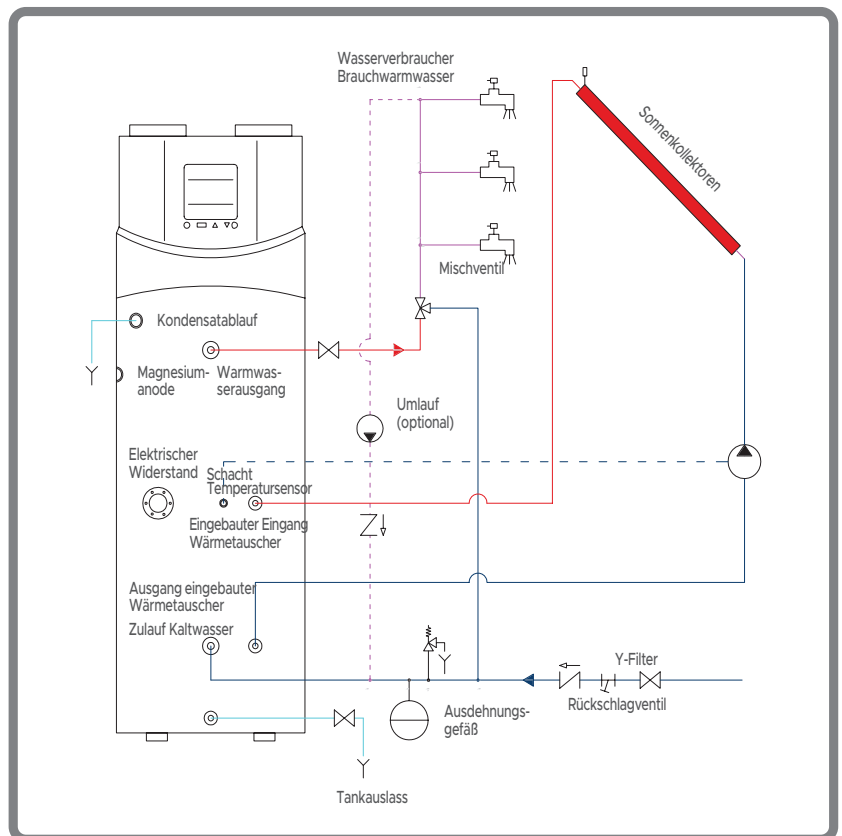 Wasserverbraucher
Brauchwarmwasser
Sonnenkollektoren
Mischventil
Kondensatablauf
Magnesium-
anode
Warmwas-
serausgang
Umlauf
(optional)
Elektrischer
Widerstand
Schacht
Temperatursensor
Eingebauter Eingang
Wärmetauscher
Ausgang eingebauter
Wärmetauscher
Zulauf Kaltwasser
Y-Filter
Rückschlagventil
Ausdehnungs-
gefäß
Tankauslass